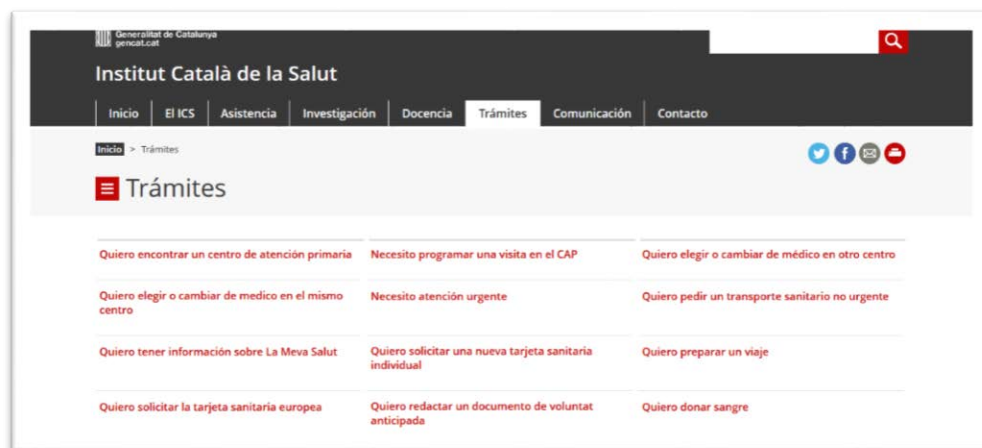 Generalitat de Catalunya
gencat.cat
Institut Català de la Salut
Inicio
El ICS
Asistencia
Investigación
Docencia
Trámites
Comunicación
Contacto
Inicio > Trámites
Trámites
Quiero encontrar un centro de atención primaria
Necesito programar una visita en el CAP
Quiero elegir o cambiar de médico en otro centro
Quiero elegir o cambiar de medico en el mismo
centro
Necesito atención urgente
Quiero pedir un transporte sanitario no urgente
Quiero tener información sobre La Meva Salut
Quiero solicitar una nueva tarjeta sanitaria
individual
Quiero preparar un viaje
Quiero solicitar la tarjeta sanitaria europea
Quiero redactar un documento de voluntat
anticipada
Quiero donar sangre